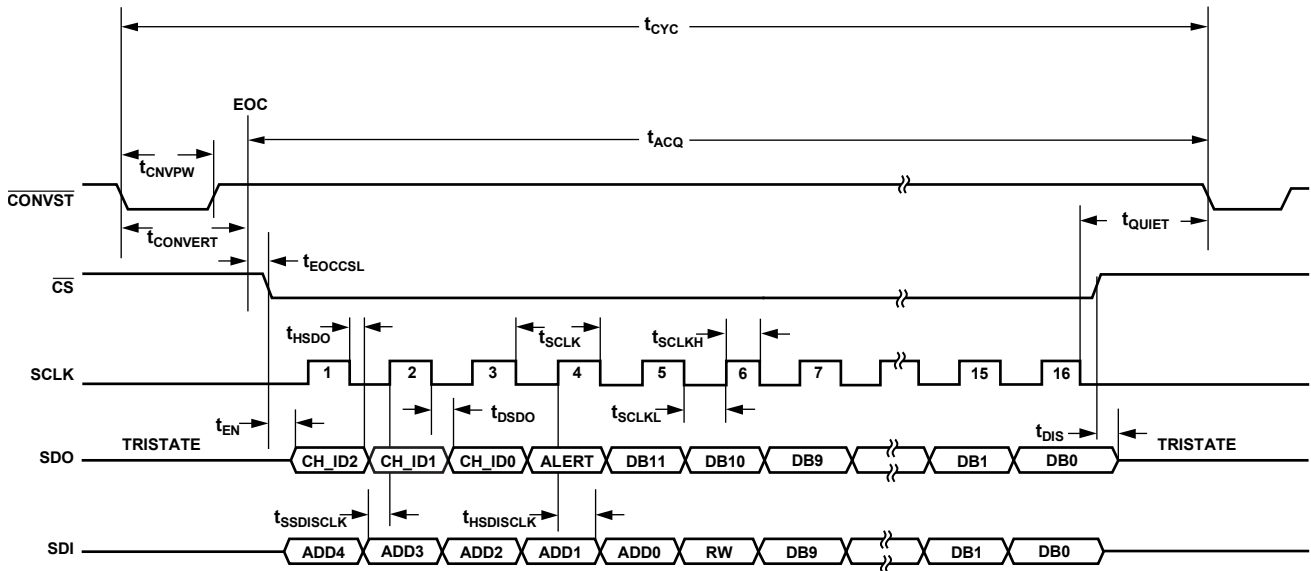 tCYC
EOC
tACQ
tCNVPW
CONVST
tCONVERT
tQUIET
tEOCCSL
CS
tHSDO
tSCLK
tSCLKH
SCLK 1 2 3 4 5 6 7 15 16
tEN
tDSDO
tSCLKL
tDIS
TRISTATE
TRISTATE
SDO CH_ID2 CH_ID1 CH_ID0 ALERT DB11 DB10 DB9 DB1 DB0
tSSDISCLK
tHSDISCLK
SDI ADD4 ADD3 ADD2 ADD1 ADD0 RW DB9 DB1 DB0